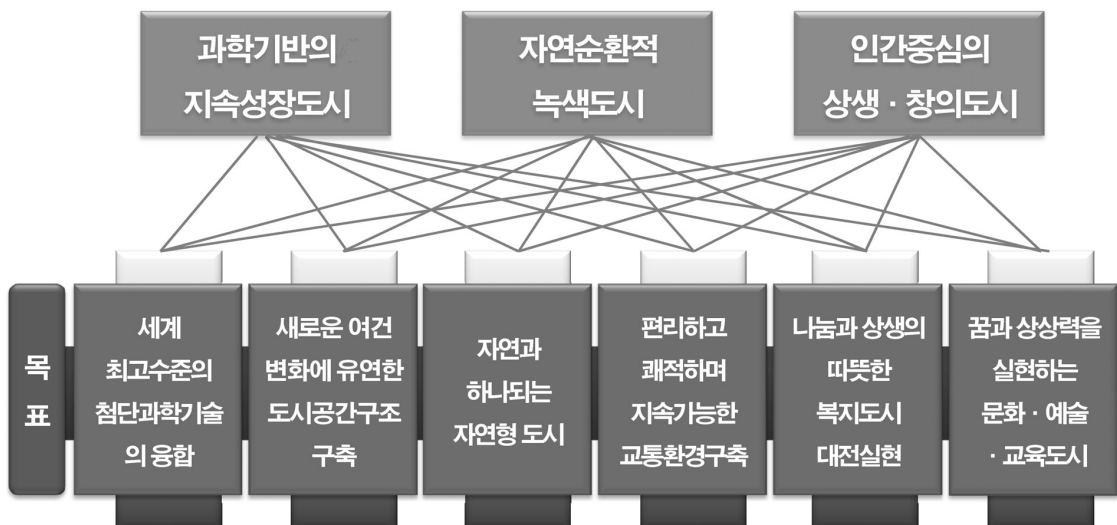 과학기반의
지속성장도시
자연순환적
녹색도시
인간중심의
상생 · 창의도시
목
표
세계
최고수준의
첨단과학기술
의 융합
새로운 여건
변화에 유연한
도시공간구조
구축
자연과
하나되는
자연형 도시
편리하고
쾌적하며
지속가능한
교통환경구축
나눔과 상생의
따뜻한
복지도시
대전실현
꿈과 상상력을
실현하는
문화 · 예술
· 교육도시